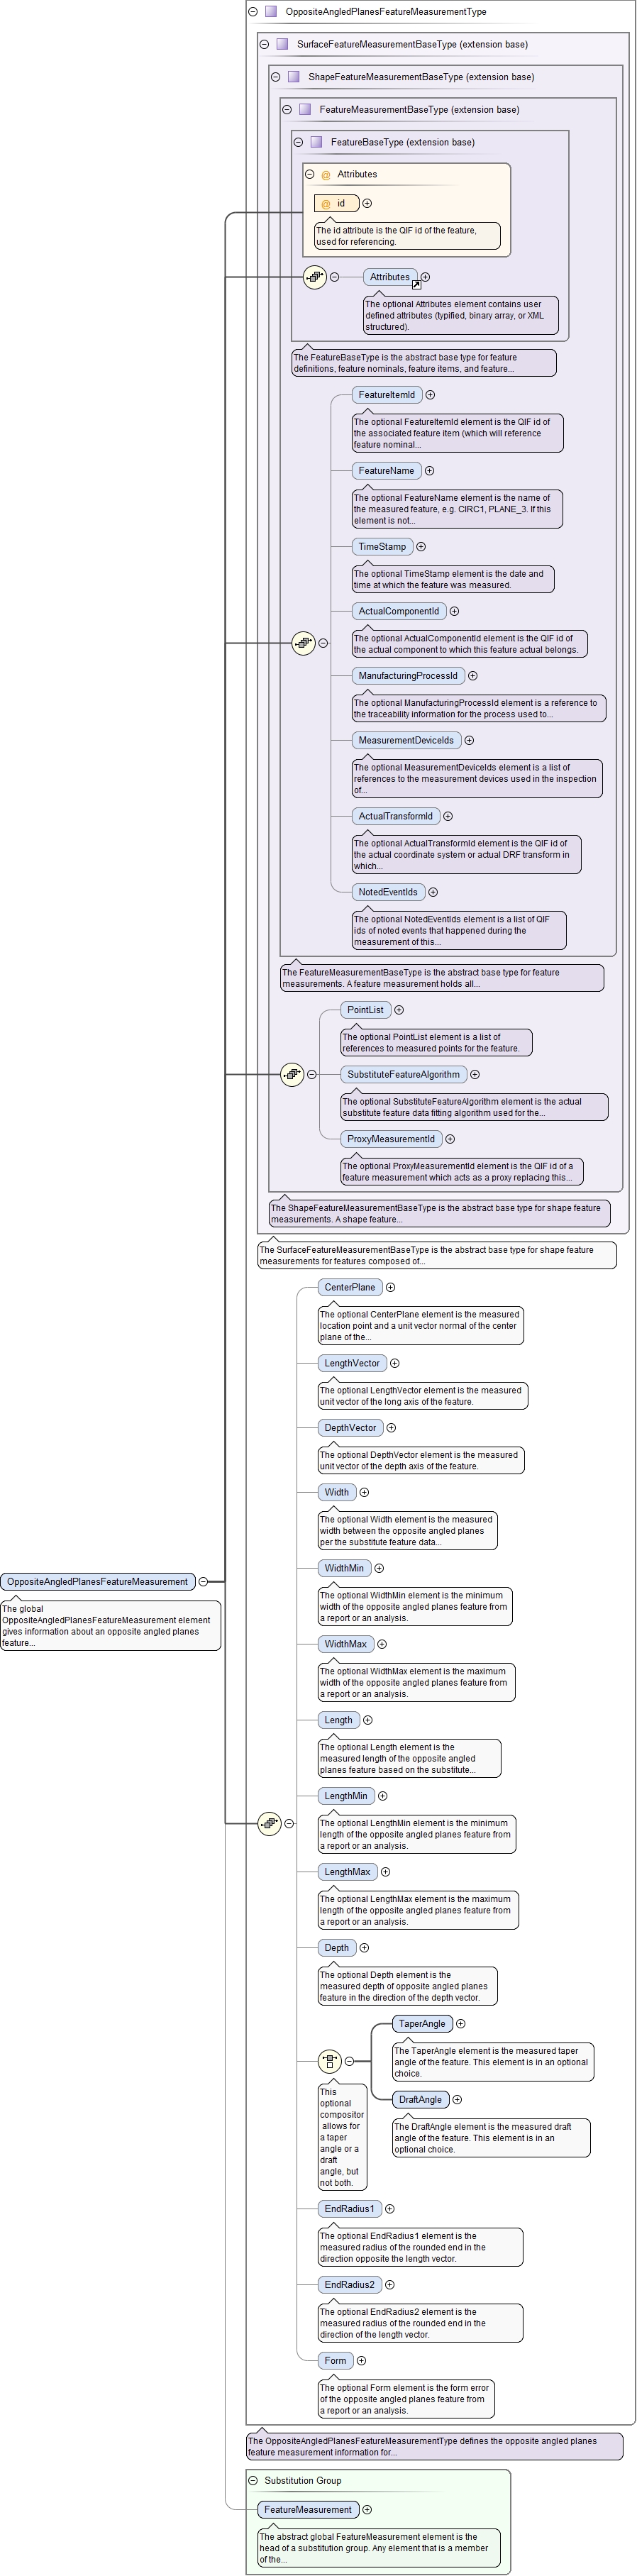 OppositeAngledPlanesFeatureMeasurementType
SurfaceFeatureMeasurementBaseType (extension base)
ShapeFeatureMeasurementBaseType (extension base)
FeatureMeasurementBaseType (extension base)
FeatureBaseType (extension base)
@ Attributes
@ id
The id attribute is the QIF id of the feature,
used for referencing.
Attributes
The optional Attributes element contains user
defined attributes (typified, binary array, or XML
structured).
The FeatureBaseType is the abstract base type for feature
definitions, feature nominals, feature items, and feature...
FeatureItemId
The optional FeatureItemId element is the QIF id of
the associated feature item (which will reference
feature nominal...
FeatureName
The optional FeatureName element is the name of
the measured feature, e.g. CIRC1, PLANE_3. If this
element is not...
TimeStamp
The optional TimeStamp element is the date and
time at which the feature was measured.
ActualComponentId
The optional ActualComponentId element is the QIF id of
the actual component to which this feature actual belongs.
ManufacturingProcessId
The optional ManufacturingProcessId element is a reference to
the traceability information for the process used to...
MeasurementDeviceIds
The optional MeasurementDeviceIds element is a list of
references to the measurement devices used in the inspection
of...
ActualTransformId
The optional ActualTransformId element is the QIF id of
the actual coordinate system or actual DRF transform in
which...
NotedEventIds
The optional NotedEventIds element is a list of QIF
ids of noted events that happened during the
measurement of this...
The FeatureMeasurementBaseType is the abstract base type for feature
measurements. A feature measurement holds all...
PointList
The optional PointList element is a list of
references to measured points for the feature.
SubstituteFeatureAlgorithm
The optional SubstituteFeatureAlgorithm element is the actual
substitute feature data fitting algorithm used for the...
ProxyMeasurementId
The optional ProxyMeasurementId element is the QIF id of a
feature measurement which acts as a proxy replacing this...
The ShapeFeatureMeasurementBaseType is the abstract base type for shape feature
measurements. A shape feature...
The SurfaceFeatureMeasurementBaseType is the abstract base type for shape feature
measurements for features composed of...
CenterPlane
The optional CenterPlane element is the measured
location point and a unit vector normal of the center
plane of the...
LengthVector
The optional LengthVector element is the measured
unit vector of the long axis of the feature.
DepthVector
The optional DepthVector element is the measured
unit vector of the depth axis of the feature.
Width
The optional Width element is the measured
width between the opposite angled planes
per the substitute feature data...
OppositeAngledPlanesFeatureMeasurement
The global
OppositeAngledPlanesFeatureMeasurement element
gives information about an opposite angled planes
feature...
WidthMin
The optional WidthMin element is the minimum
width of the opposite angled planes feature from
a report or an analysis.
WidthMax
The optional WidthMax element is the maximum
width of the opposite angled planes feature from
a report or an analysis.
Length
The optional Length element is the
measured length of the opposite angled
planes feature based on the substitute...
LengthMin
The optional LengthMin element is the minimum
length of the opposite angled planes feature from
a report or an analysis.
LengthMax
The optional LengthMax element is the maximum
length of the opposite angled planes feature from
a report or an analysis.
Depth
The optional Depth element is the
measured depth of opposite angled planes
feature in the direction of the depth vector.
TaperAngle
The TaperAngle element is the measured taper
angle of the feature. This element is in an optional
choice.
DraftAngle
The DraftAngle element is the measured draft
angle of the feature. This element is in an
optional choice.
This
optional
compositor
allows for
a taper
angle or a
draft
angle, but
not both.
EndRadius1
The optional EndRadius1 element is the
measured radius of the rounded end in the
direction opposite the length vector.
EndRadius2
The optional EndRadius2 element is the
measured radius of the rounded end in the
direction of the length vector.
Form
The optional Form element is the form error
of the opposite angled planes feature from
a report or an analysis.
The OppositeAngledPlanesFeatureMeasurementType defines the opposite angled planes
feature measurement information for...
Substitution Group
FeatureMeasurement
The abstract global FeatureMeasurement element is the
head of a substitution group. Any element that is a member
of the...